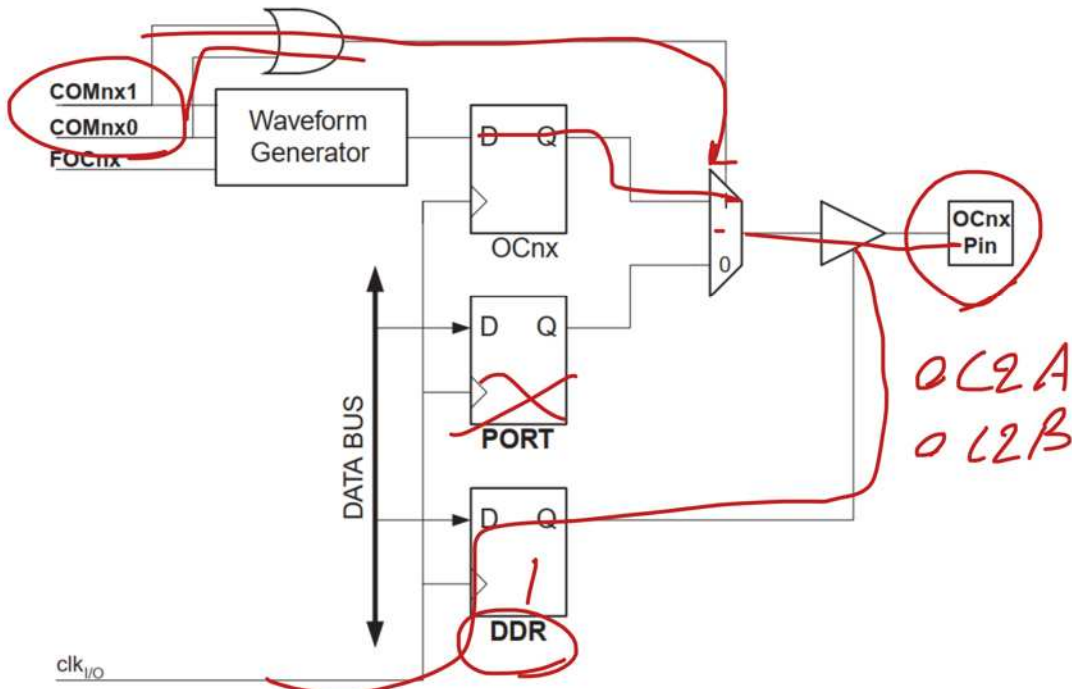 COMnx1
COMnx0
FOCnx
Waveform
Generator
D Q
OCnx
1
0
OCnx
Pin
D Q
PORT
DATA BUS
D Q
1
DDR
clkI/O
OC2A
OC2B